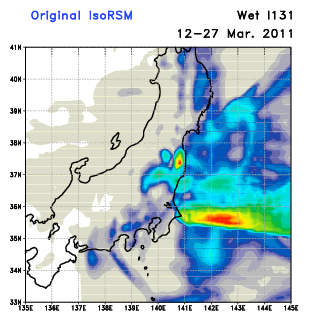 Original IsoRSM
Wet I131
12-27 Mar. 2011
41N
40N
39N
38N
37N
36N
35N
34N
33N
135E 136E 137E 138E 139E 140E 141E 142E 143E 144E 145E